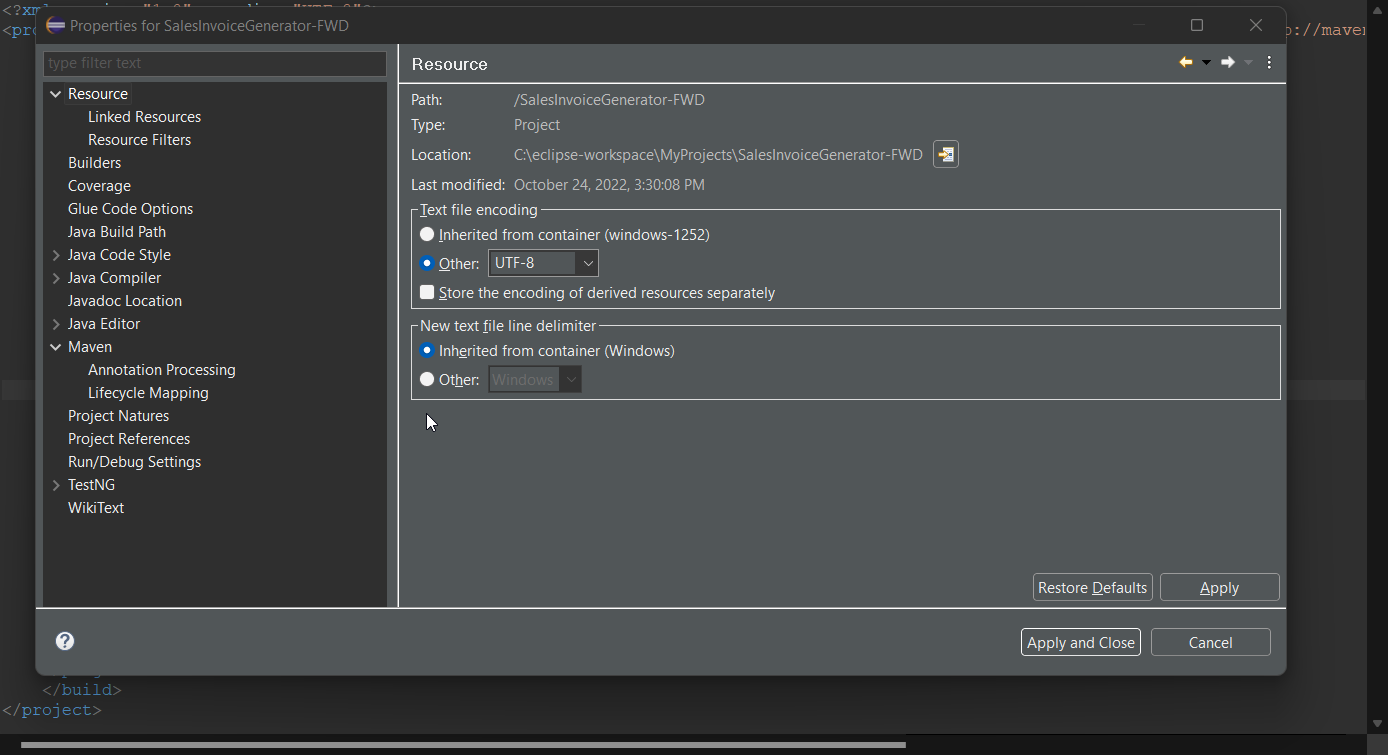 Properties for SalesInvoiceGenerator-FWD
type filter text
Resource
Linked Resources
Resource Filters
Builders
Coverage
Glue Code Options
Java Build Path
Java Code Style
Java Compiler
Javadoc Location
Java Editor
Maven
Annotation Processing
Lifecycle Mapping
Project Natures
Project References
Run/Debug Settings
TestNG
WikiText
Resource
Path: /SalesInvoiceGenerator-FWD
Type: Project
Location: C:\eclipse-workspace\MyProjects\SalesInvoiceGenerator-FWD
Last modified: October 24, 2022, 3:30:08 PM
Text file encoding
Inherited from container (windows-1252)
Other: UTF-8
Store the encoding of derived resources separately
New text file line delimiter
Inherited from container (Windows)
Other: Windows
Restore Defaults Apply
Apply and Close Cancel
</build>
</project>